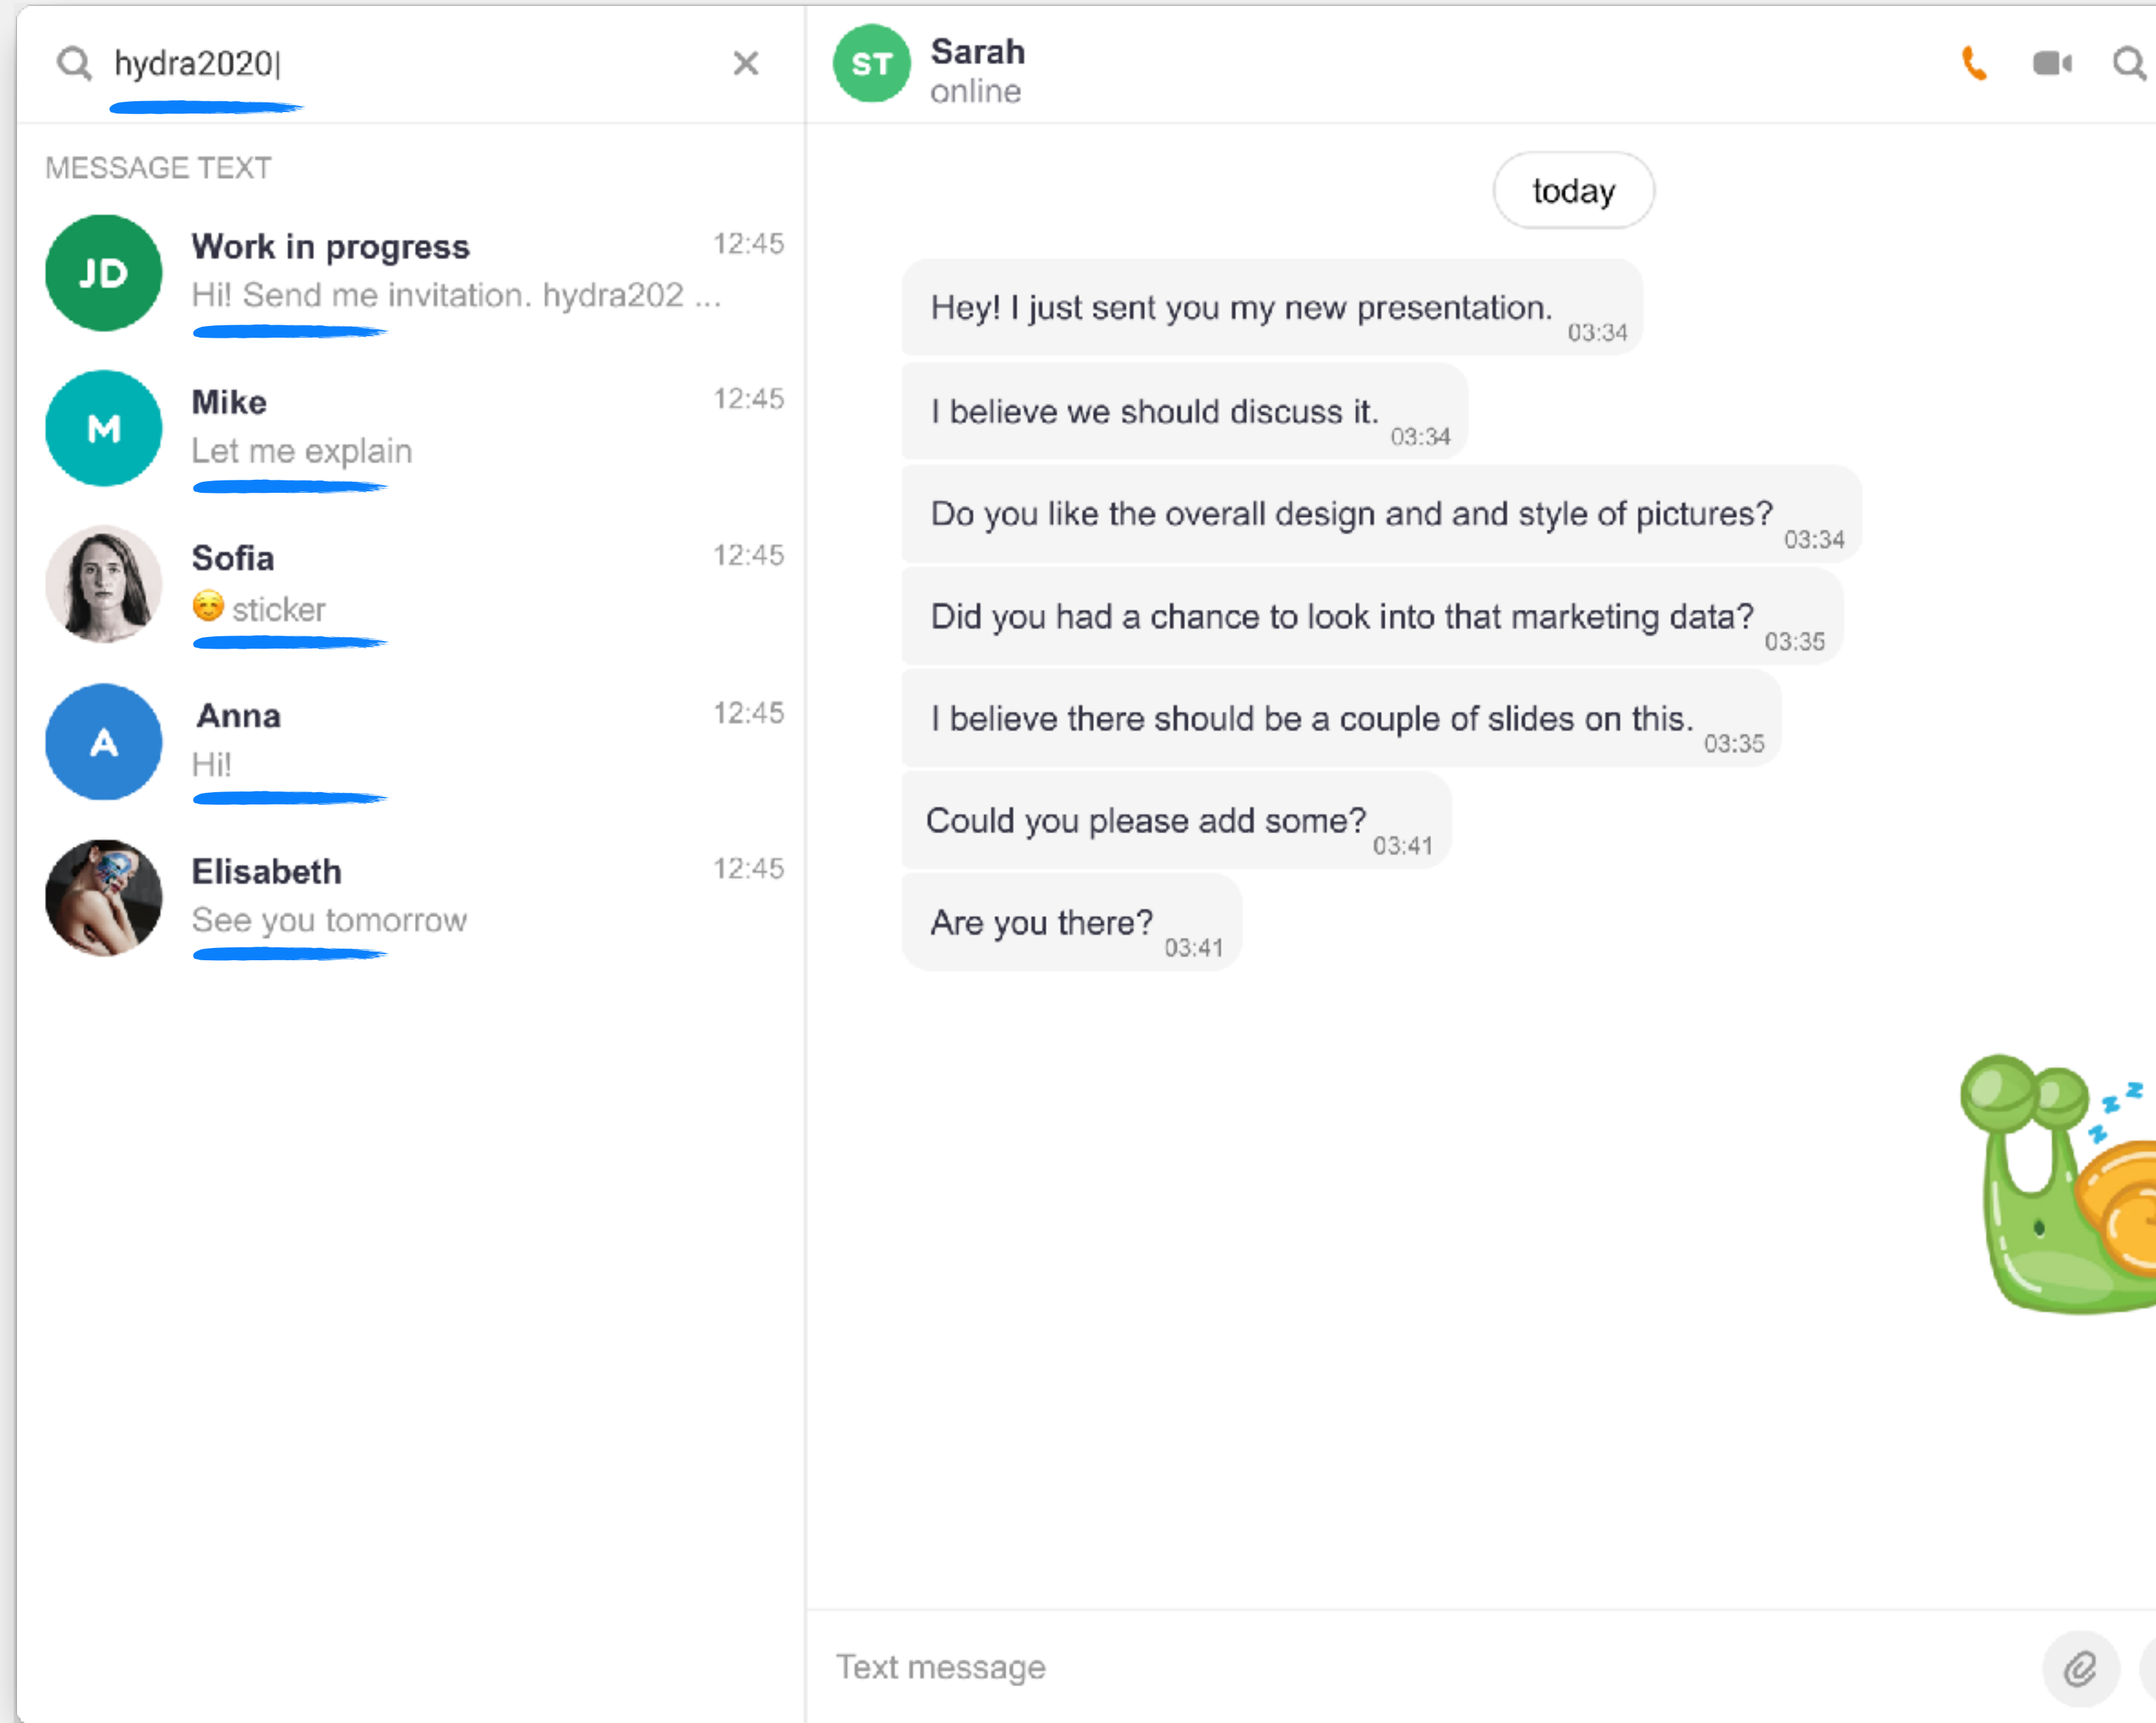 hydra2020
MESSAGE TEXT
JD
Work in progress
12:45
Hi! Send me invitation. hydra202 ...
M
Mike
12:45
Let me explain
Sofia
12:45
☺️ sticker
A
Anna
12:45
Hi!
Elisabeth
12:45
See you tomorrow
ST
Sarah
online
today
Hey! I just sent you my new presentation.
03:34
I believe we should discuss it.
03:34
Do you like the overall design and and style of pictures?
03:34
Did you had a chance to look into that marketing data?
03:35
I believe there should be a couple of slides on this.
03:35
Could you please add some?
03:41
Are you there?
03:41
z z z
Text message